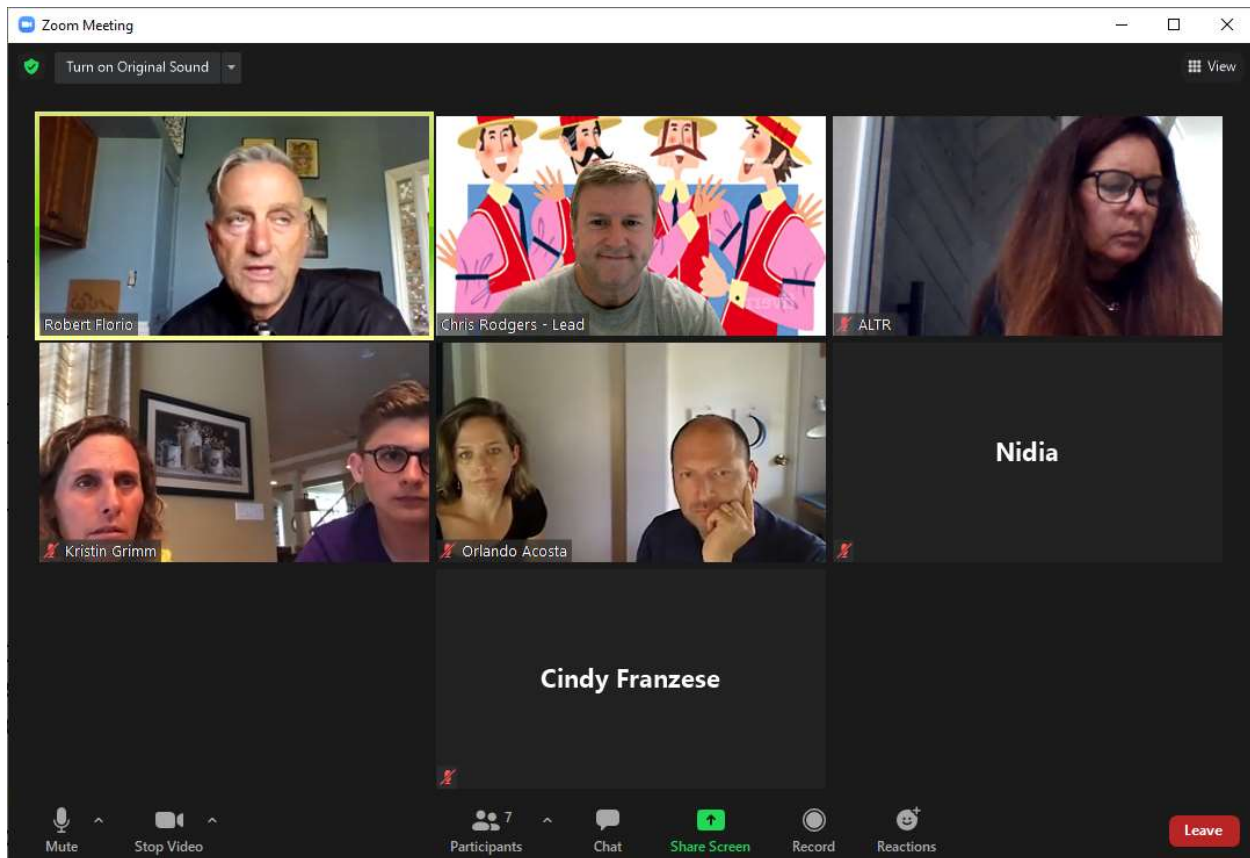 Zoom Meeting
Turn on Original Sound
View
Robert Florio
Chris Rodgers - Lead
ALTR
Kristin Grimm
Orlando Acosta
Nidia
Cindy Franzese
Mute
Stop Video
Participants
7
Chat
Share Screen
Record
Reactions
Leave